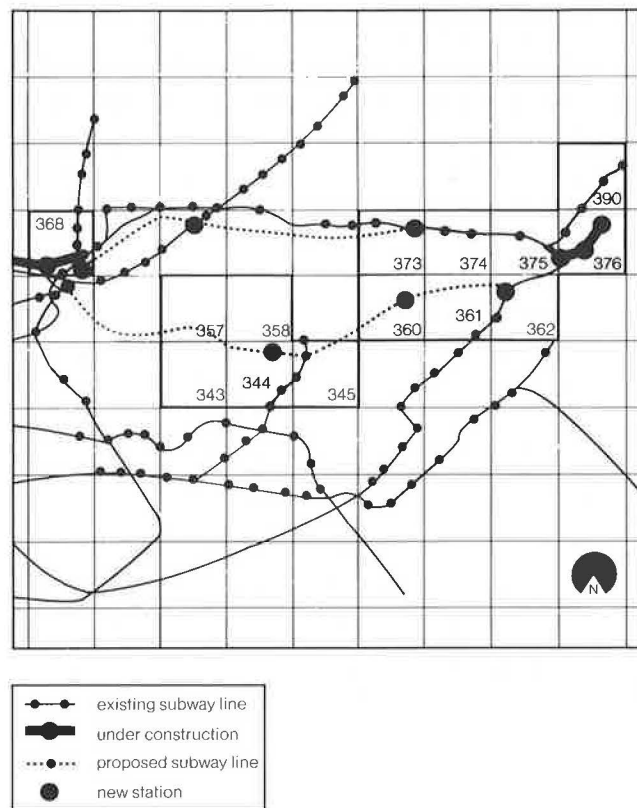 390
368
373
374
375
376
357
358
360
361
362
343
344
345
N
existing subway line
under construction
proposed subway line
new station